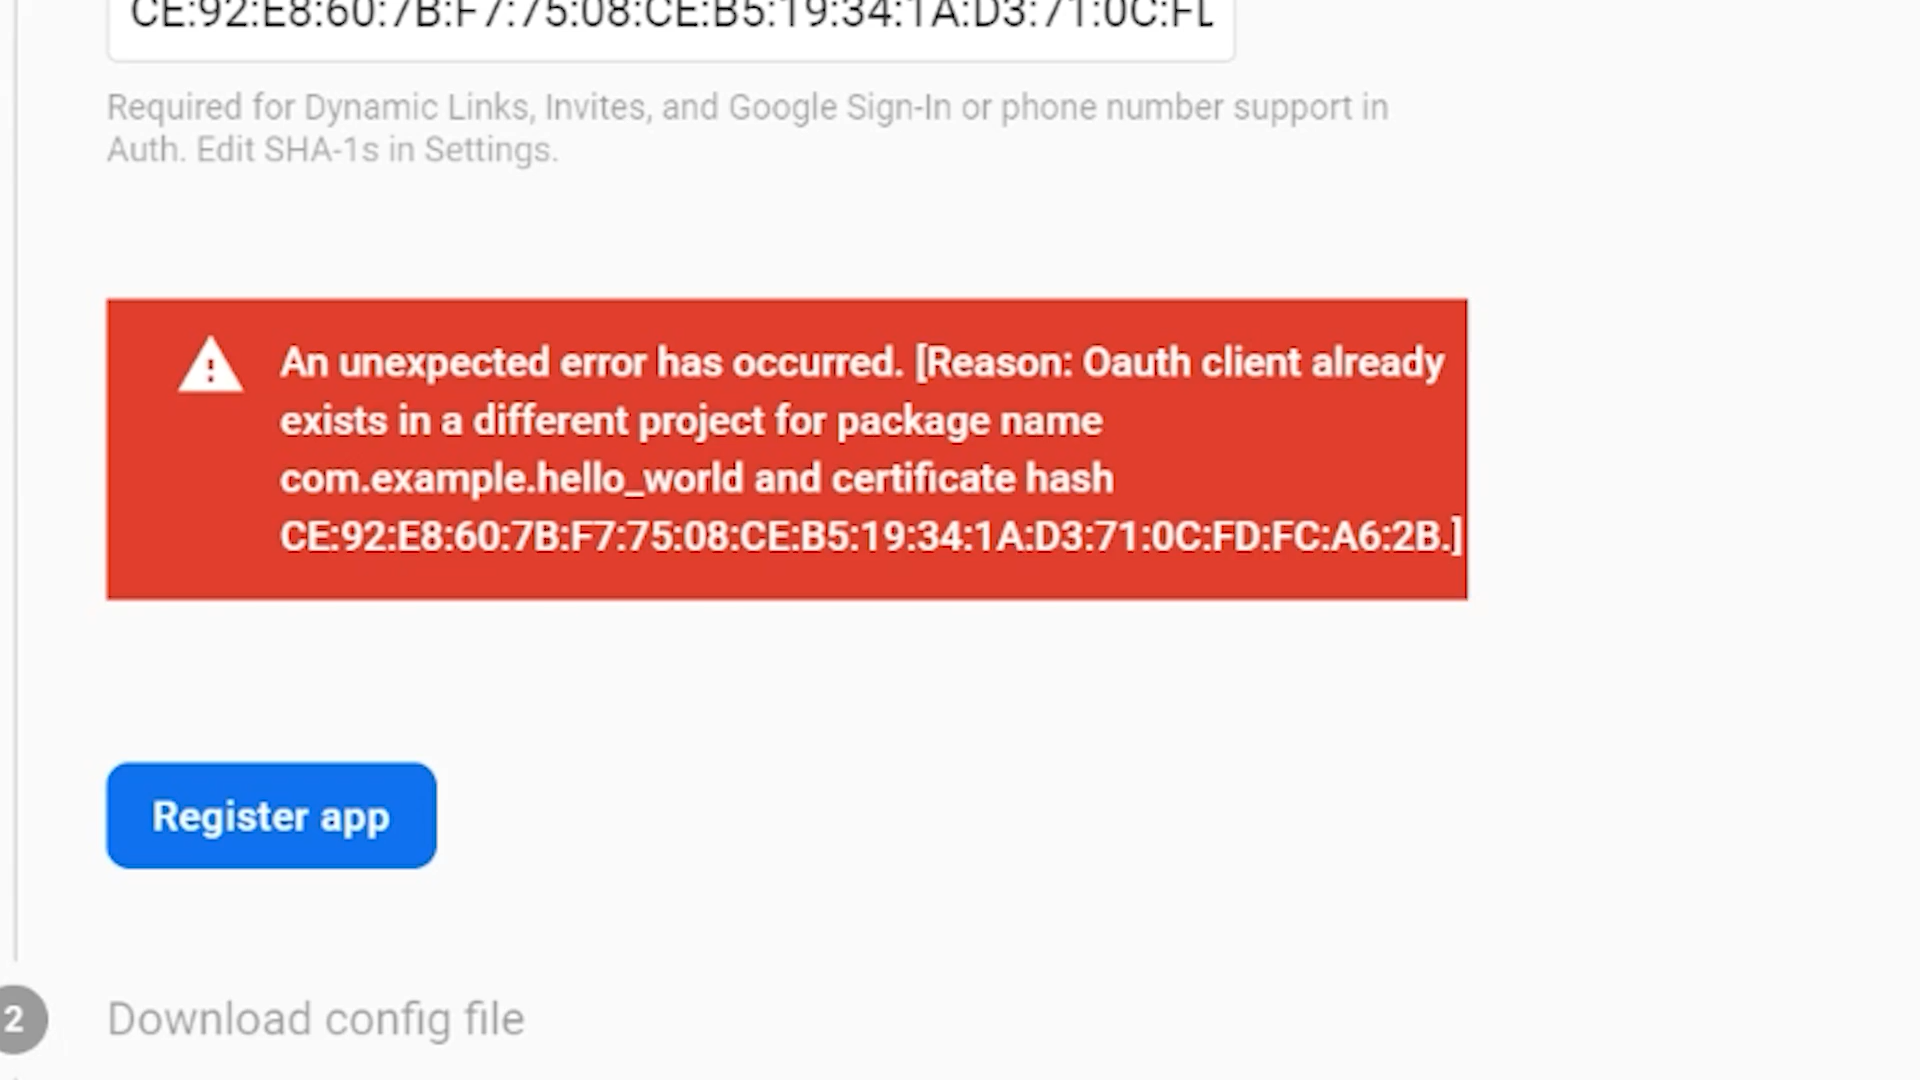 CE:92:E8:60:7B:F7:75:08:CE:B5:19:34:1A:D3:71:0C:FD
Required for Dynamic Links, Invites, and Google Sign-In or phone number support in
Auth. Edit SHA-1s in Settings.
An unexpected error has occurred. [Reason: Oauth client already
exists in a different project for package name
com.example.hello_world and certificate hash
CE:92:E8:60:7B:F7:75:08:CE:B5:19:34:1A:D3:71:0C:FD:FC:A6:2B.]
Register app
2 Download config file